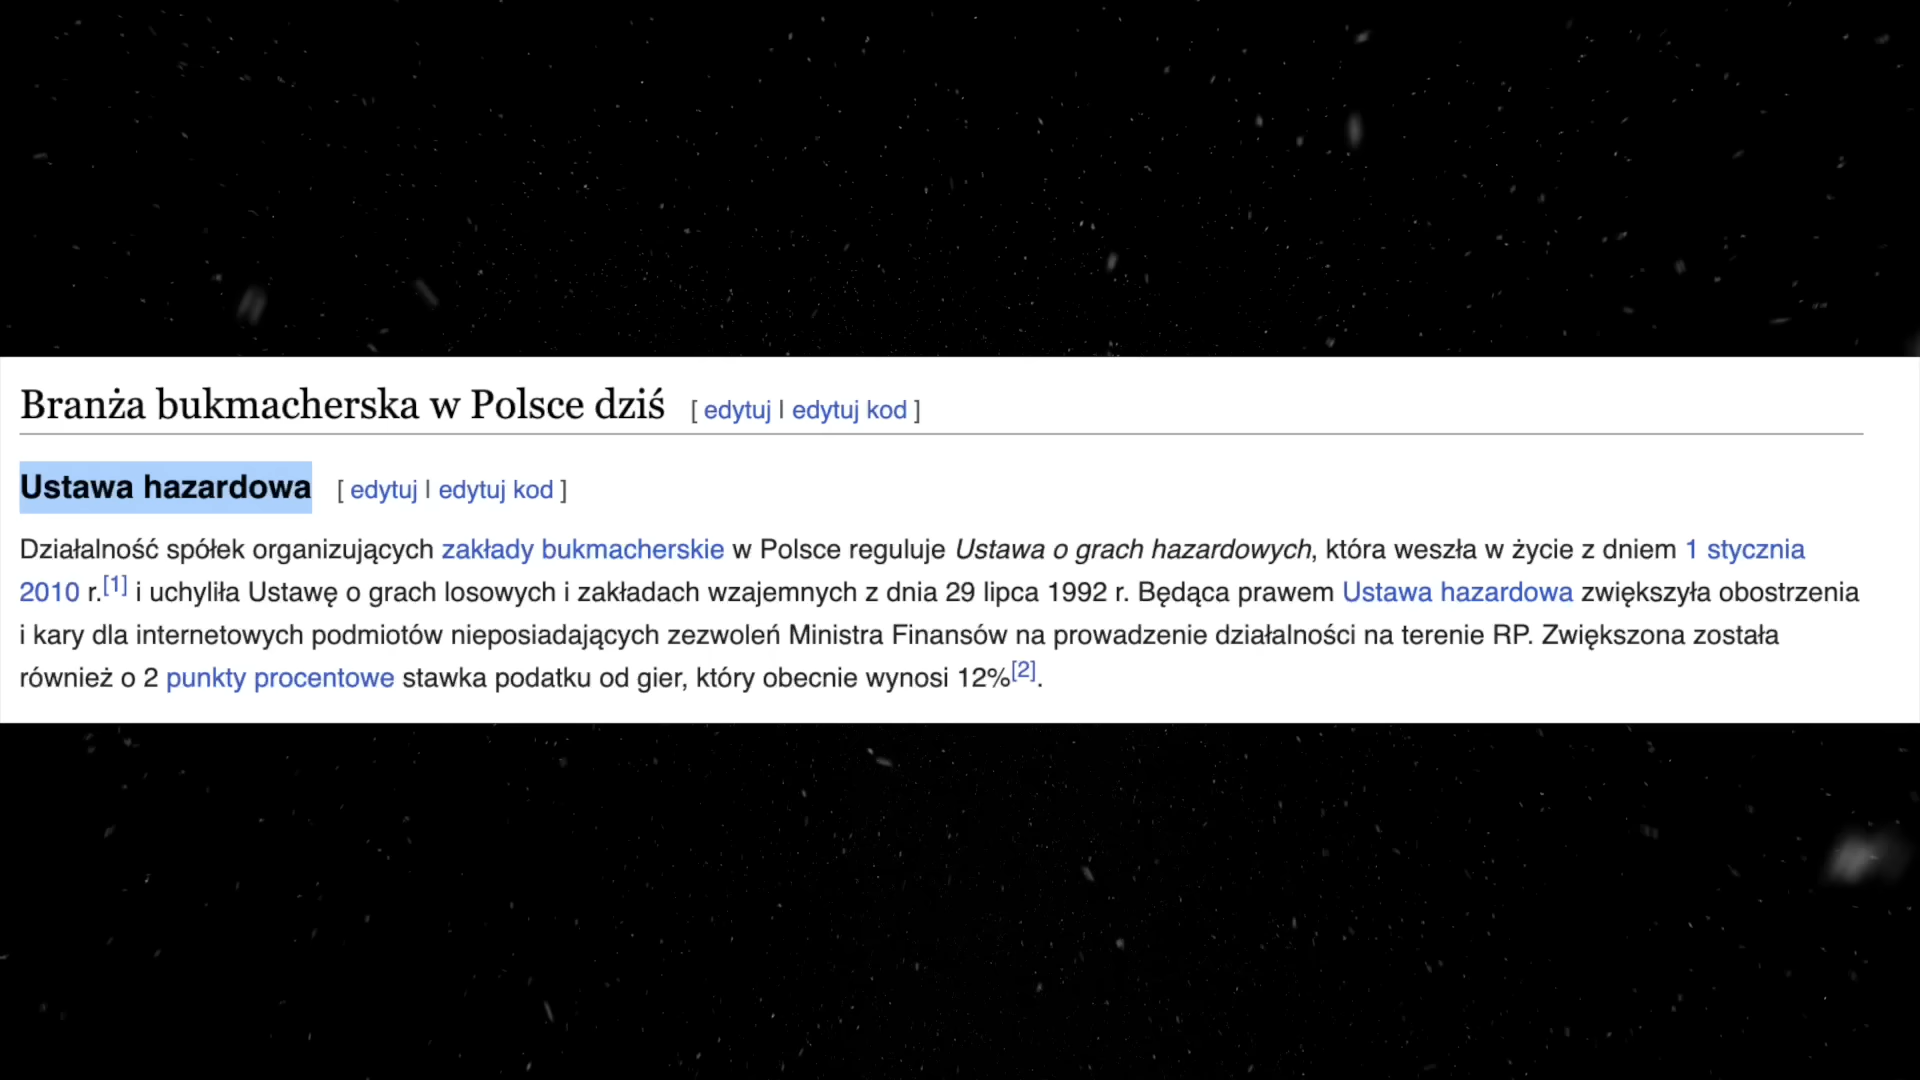 Branża bukmacherska w Polsce dziś [ edytuj | edytuj kod ]
Ustawa hazardowa [ edytuj | edytuj kod ]
Działalność spółek organizujących zakłady bukmacherskie w Polsce reguluje Ustawa o grach hazardowych, która weszła w życie z dniem 1 stycznia
2010 r.[1] i uchyliła Ustawę o grach losowych i zakładach wzajemnych z dnia 29 lipca 1992 r. Będąca prawem Ustawa hazardowa zwiększyła obostrzenia
i kary dla internetowych podmiotów nieposiadających zezwoleń Ministra Finansów na prowadzenie działalności na terenie RP. Zwiększona została
również o 2 punkty procentowe stawka podatku od gier, który obecnie wynosi 12%[2].